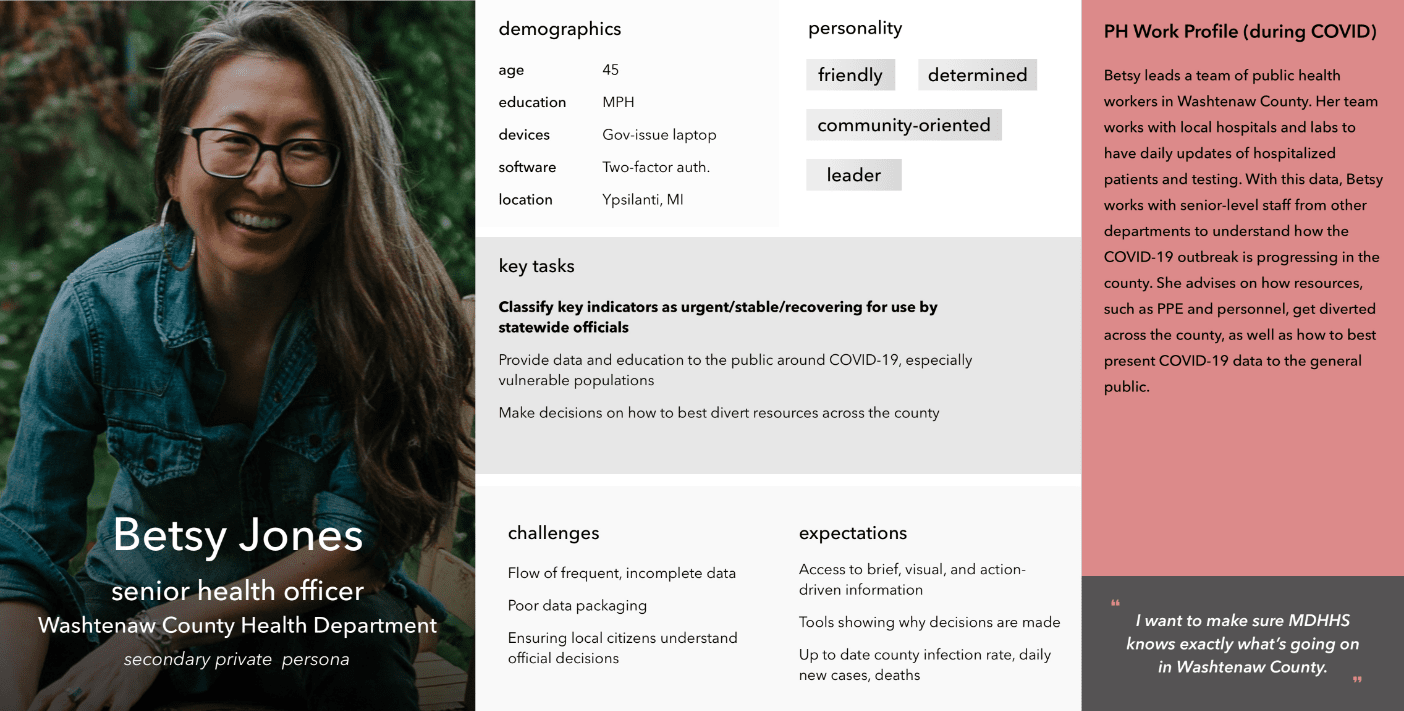 Betsy Jones
senior health officer
Washtenaw County Health Department
secondary private persona
demographics
age 45
education MPH
devices Gov-issue laptop
software Two-factor auth.
location Ypsilanti, MI
personality
friendly determined
community-oriented
leader
key tasks
Classify key indicators as urgent/stable/recovering for use by
statewide officials
Provide data and education to the public around COVID-19, especially
vulnerable populations
Make decisions on how to best divert resources across the county
challenges
Flow of frequent, incomplete data
Poor data packaging
Ensuring local citizens understand
official decisions
expectations
Access to brief, visual, and action-
driven information
Tools showing why decisions are made
Up to date county infection rate, daily
new cases, deaths
PH Work Profile (during COVID)
Betsy leads a team of public health
workers in Washtenaw County. Her team
works with local hospitals and labs to
have daily updates of hospitalized
patients and testing. With this data, Betsy
works with senior-level staff from other
departments to understand how the
COVID-19 outbreak is progressing in the
county. She advises on how resources,
such as PPE and personnel, get diverted
across the county, as well as how to best
present COVID-19 data to the general
public.
❝ I want to make sure MDHHS
knows exactly what's going on
in Washtenaw County. ❞